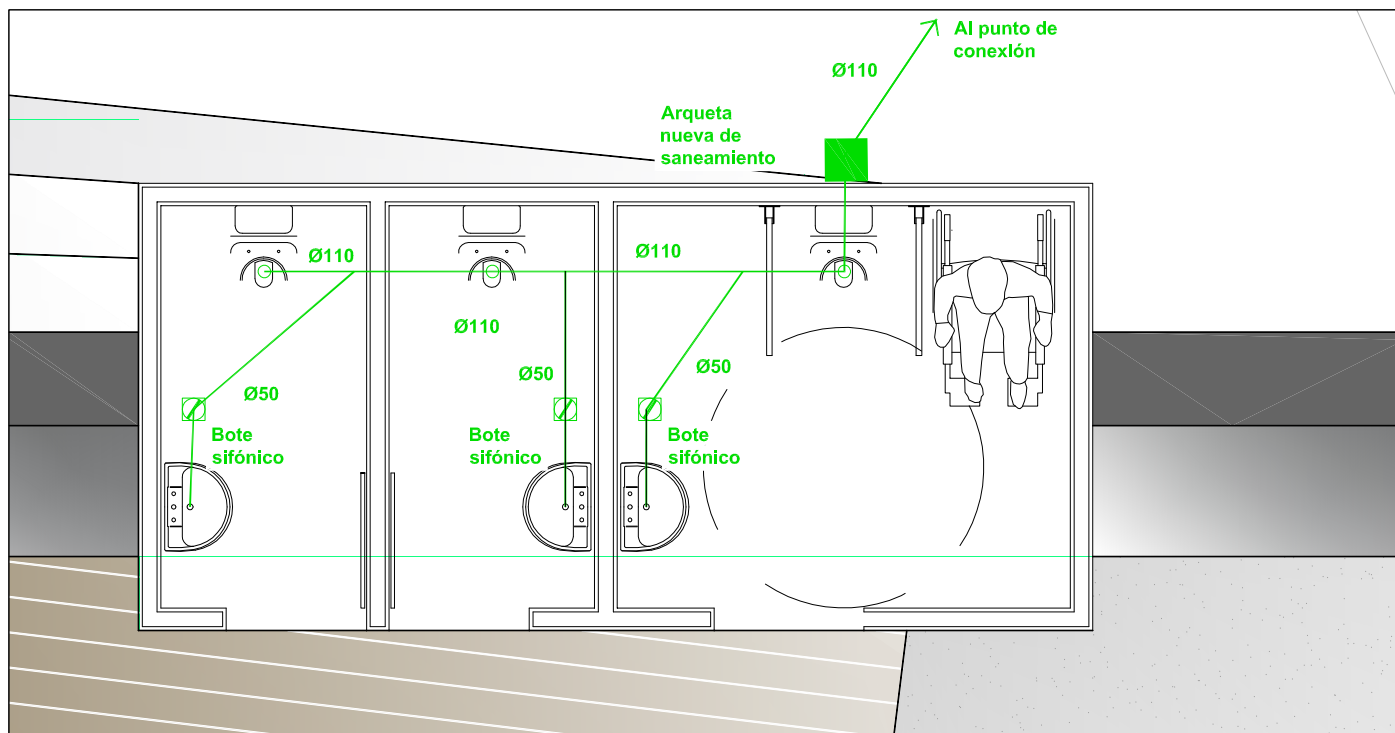 Al punto de
conexIón
Ø110
Arqueta
nueva de
saneamiento
Ø110
Ø110
Ø110
Ø50
Ø50
Ø50
Bote
sifónico
Bote
sifónico
Bote
sifónico